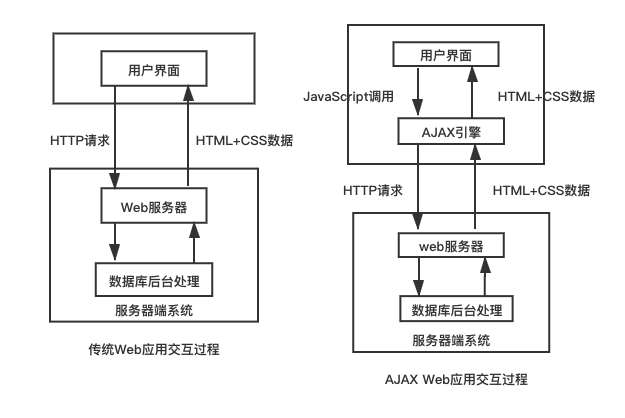 用户界面
HTTP请求
HTML+CSS数据
Web服务器
数据库后台处理
服务器端系统
传统Web应用交互过程
用户界面
JavaScript调用
HTML+CSS数据
AJAX引擎
HTTP请求
HTML+CSS数据
web服务器
数据库后台处理
服务器端系统
AJAX Web应用交互过程